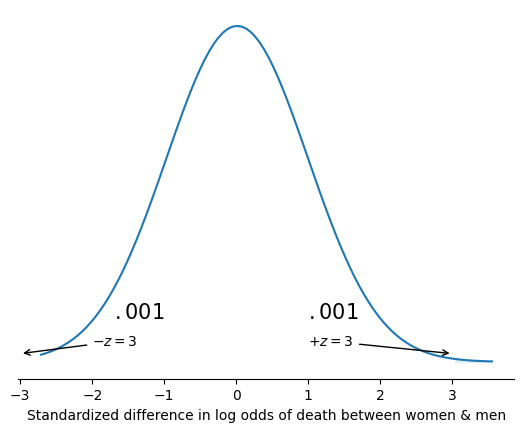 .001 .001
−z = 3 +z = 3
−3 −2 −1 0 1 2 3
Standardized difference in log odds of death between women & men